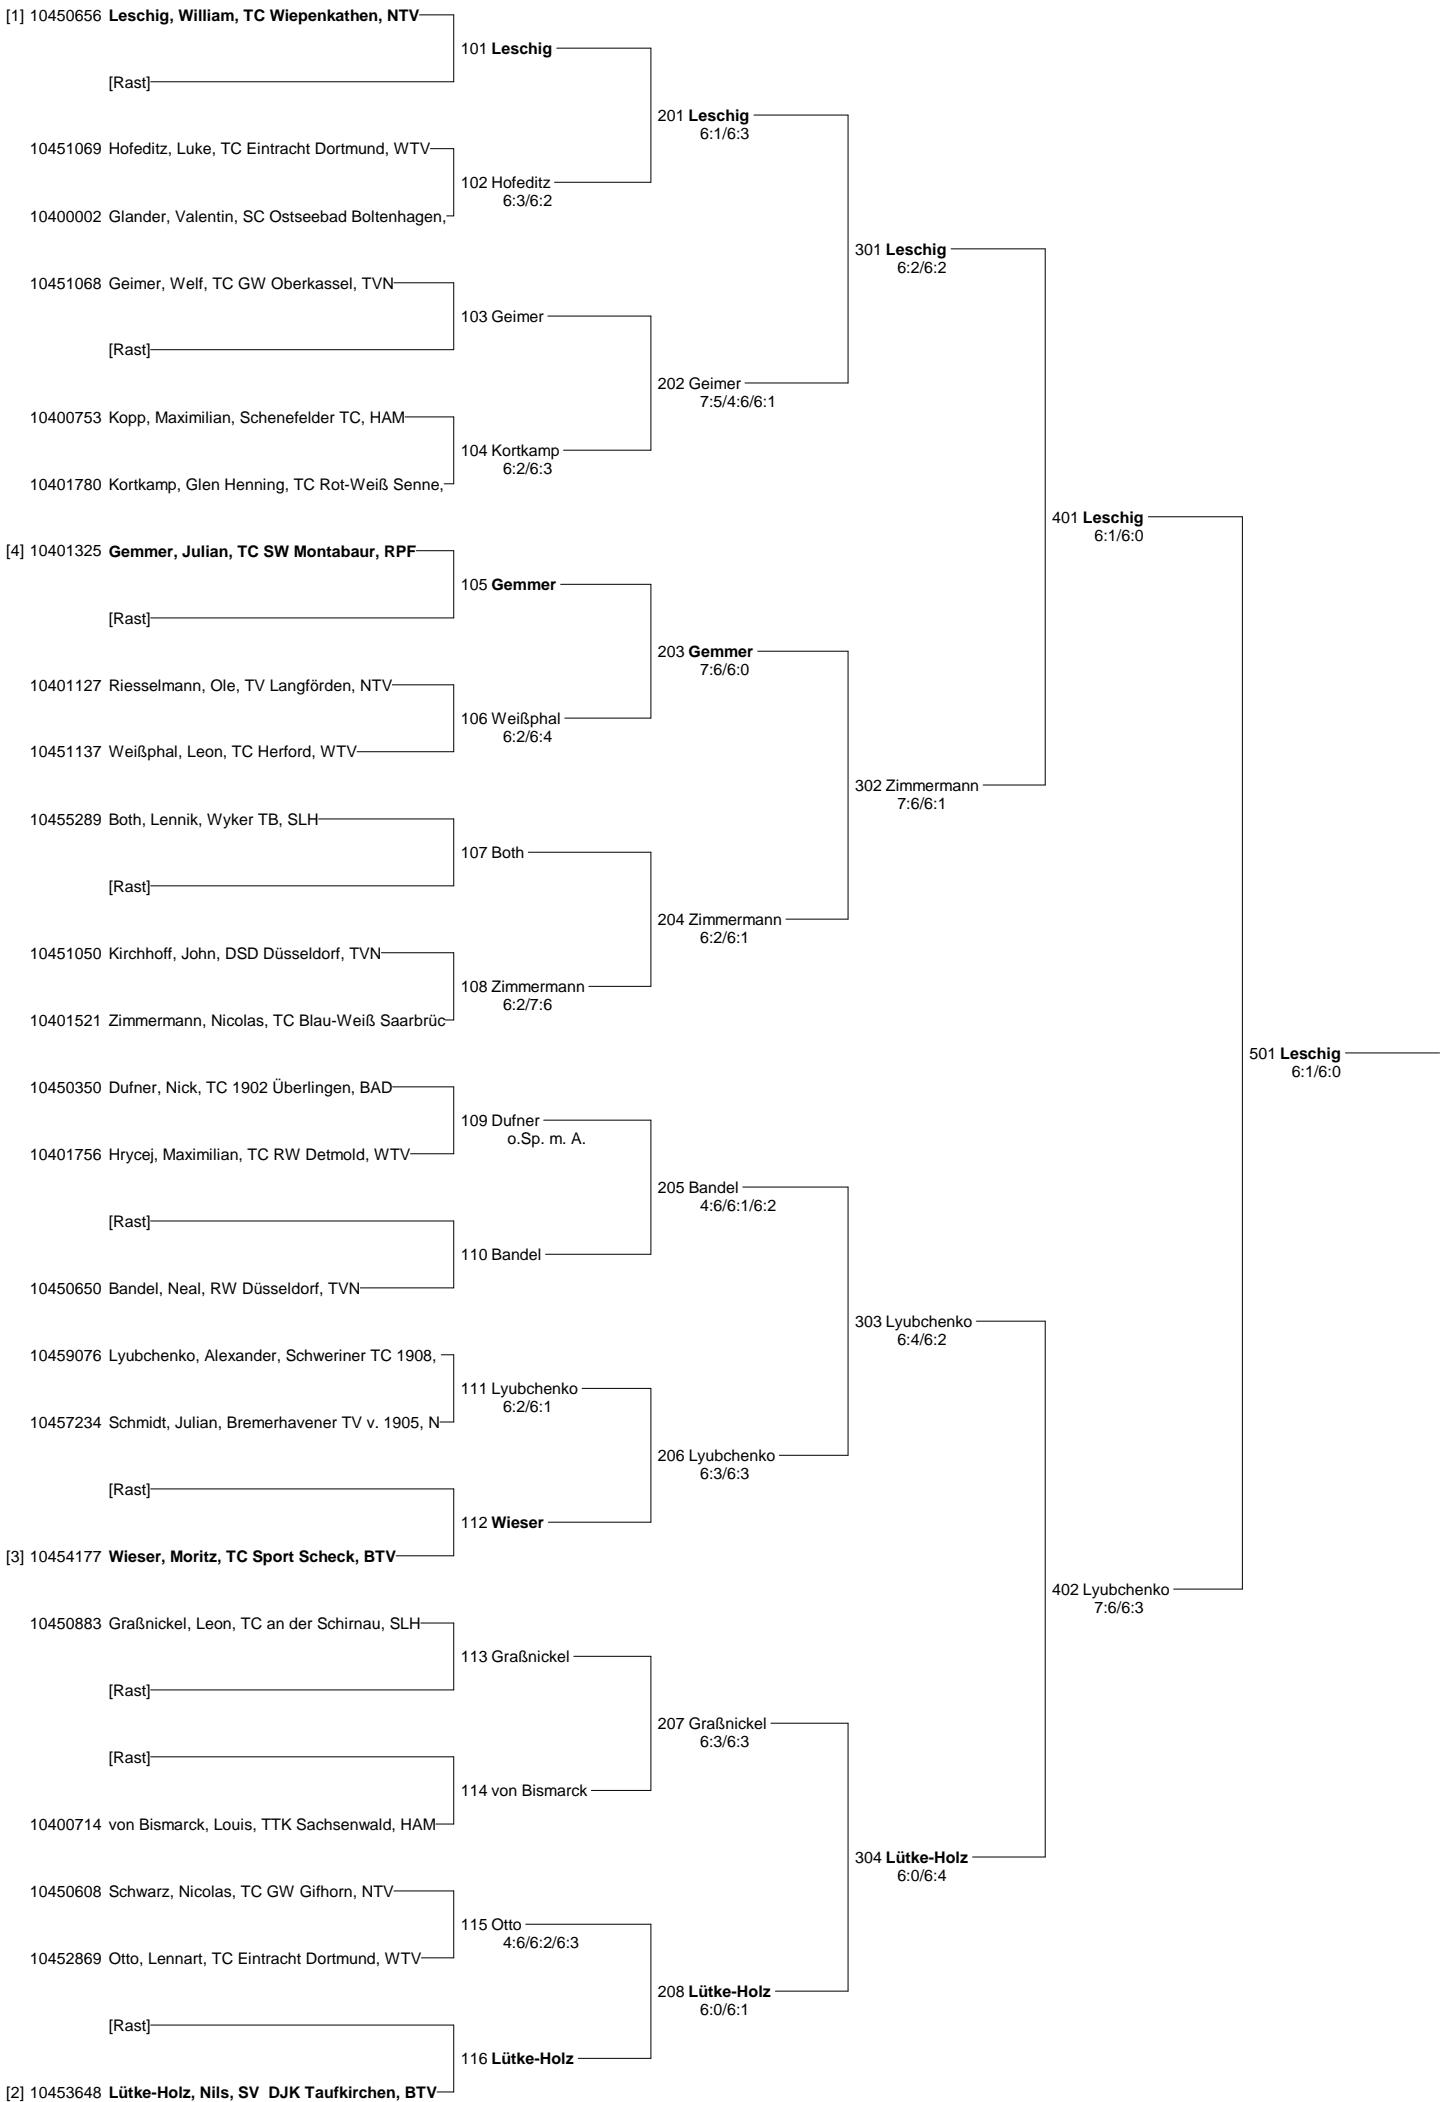 [1] 10450656 Leschig, William, TC Wiepenkathen, NTV
101 Leschig
[Rast]
201 Leschig
6:1/6:3
10451069 Hofeditz, Luke, TC Eintracht Dortmund, WTV
102 Hofeditz
6:3/6:2
10400002 Glander, Valentin, SC Ostseebad Boltenhagen,
301 Leschig
6:2/6:2
10451068 Geimer, Welf, TC GW Oberkassel, TVN
103 Geimer
[Rast]
202 Geimer
7:5/4:6/6:1
10400753 Kopp, Maximilian, Schenefelder TC, HAM
104 Kortkamp
6:2/6:3
10401780 Kortkamp, Glen Henning, TC Rot-Weiß Senne,
401 Leschig
6:1/6:0
[4] 10401325 Gemmer, Julian, TC SW Montabaur, RPF
105 Gemmer
[Rast]
203 Gemmer
7:6/6:0
10401127 Riesselmann, Ole, TV Langförden, NTV
106 Weißphal
6:2/6:4
10451137 Weißphal, Leon, TC Herford, WTV
302 Zimmermann
7:6/6:1
10455289 Both, Lennik, Wyker TB, SLH
107 Both
[Rast]
204 Zimmermann
6:2/6:1
10451050 Kirchhoff, John, DSD Düsseldorf, TVN
108 Zimmermann
6:2/7:6
10401521 Zimmermann, Nicolas, TC Blau-Weiß Saarbrüc
501 Leschig
6:1/6:0
10450350 Dufner, Nick, TC 1902 Überlingen, BAD
109 Dufner
o.Sp. m. A.
10401756 Hrycej, Maximilian, TC RW Detmold, WTV
205 Bandel
4:6/6:1/6:2
[Rast]
110 Bandel
10450650 Bandel, Neal, RW Düsseldorf, TVN
303 Lyubchenko
6:4/6:2
10459076 Lyubchenko, Alexander, Schweriner TC 1908,
111 Lyubchenko
6:2/6:1
10457234 Schmidt, Julian, Bremerhavener TV v. 1905, N
206 Lyubchenko
6:3/6:3
[Rast]
112 Wieser
[3] 10454177 Wieser, Moritz, TC Sport Scheck, BTV
402 Lyubchenko
7:6/6:3
10450883 Graßnickel, Leon, TC an der Schirnau, SLH
113 Graßnickel
[Rast]
207 Graßnickel
6:3/6:3
[Rast]
114 von Bismarck
10400714 von Bismarck, Louis, TTK Sachsenwald, HAM
304 Lütke-Holz
6:0/6:4
10450608 Schwarz, Nicolas, TC GW Gifhorn, NTV
115 Otto
4:6/6:2/6:3
10452869 Otto, Lennart, TC Eintracht Dortmund, WTV
208 Lütke-Holz
6:0/6:1
[Rast]
116 Lütke-Holz
[2] 10453648 Lütke-Holz, Nils, SV DJK Taufkirchen, BTV